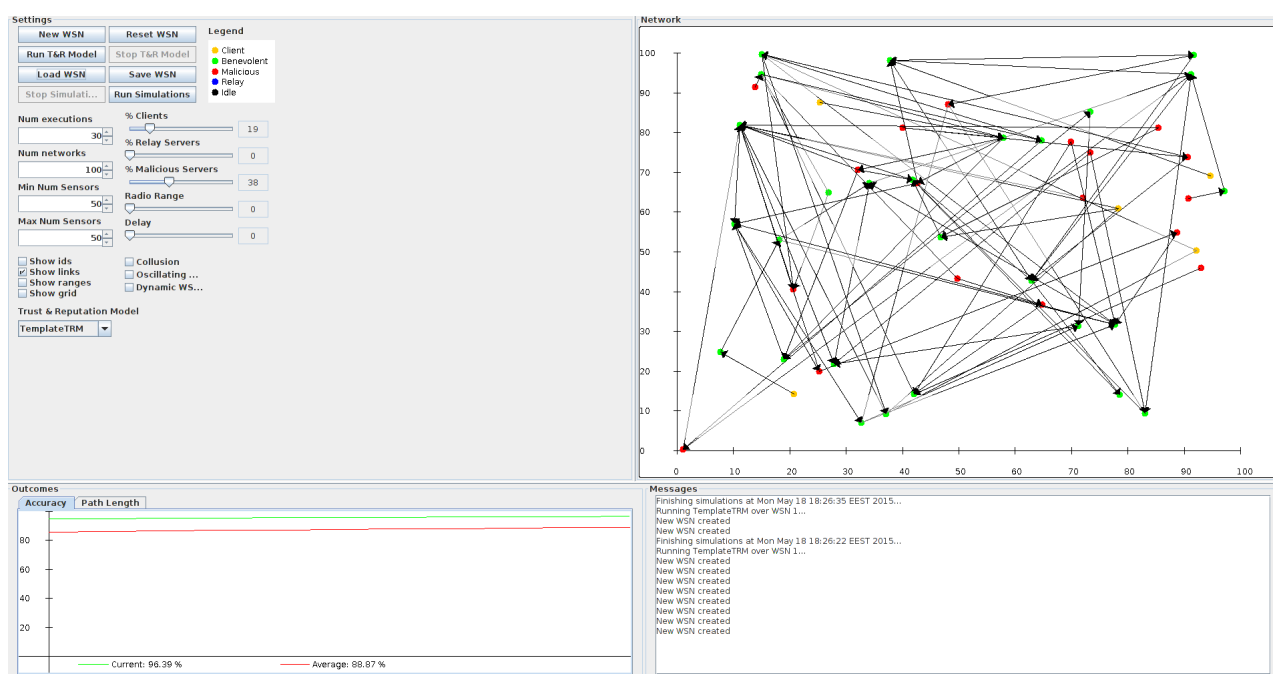 Settings
New WSN
Reset WSN
Run T&R Model
Stop T&R Model
Load WSN
Save WSN
Stop Simulati...
Run Simulations
Legend
Client
Benevolent
Malicious
Relay
Idle
Num executions
30
Num networks
100
Min Num Sensors
50
Max Num Sensors
50
% Clients
19
% Relay Servers
0
% Malicious Servers
38
Radio Range
0
Delay
0
Show ids
Show links
Show ranges
Show grid
Collusion
Oscillating ...
Dynamic WS...
Trust & Reputation Model
TemplateTRM
Network
100
90
80
70
60
50
40
30
20
10
0
0 10 20 30 40 50 60 70 80 90 100
Outcomes
Accuracy
Path Length
80
60
40
20
Current: 96.39 %
Average: 88.87 %
Messages
Finishing simulations at Mon May 18 18:26:35 EEST 2015...
Running TemplateTRM over WSN 1...
New WSN created
New WSN created
Finishing simulations at Mon May 18 18:26:22 EEST 2015...
Running TemplateTRM over WSN 1...
New WSN created
New WSN created
New WSN created
New WSN created
New WSN created
New WSN created
New WSN created
New WSN created